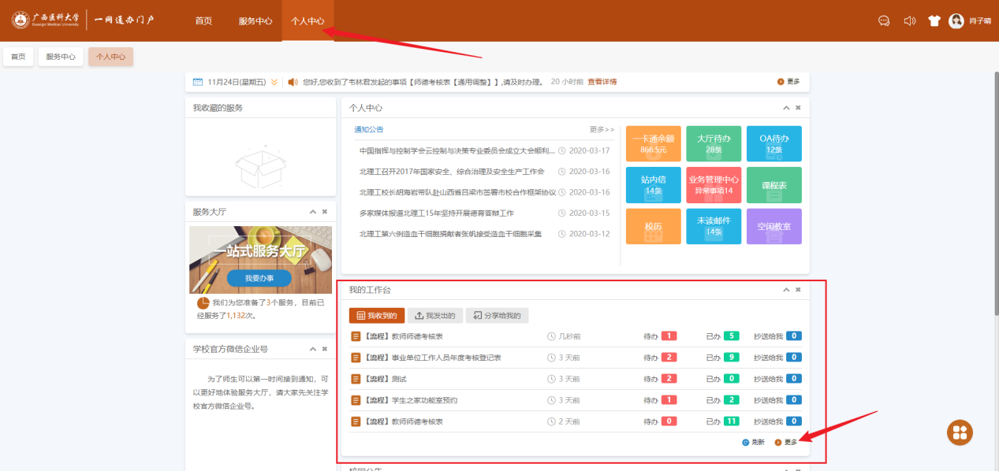 广西医科大学
Guangxi Medical University
一网通办门户
首页 服务中心 个人中心
肖子晴
首页 服务中心 个人中心
11月24日(星期五) 您好,您收到了韦林君发起的事项【师德考核表【通用调整】】,请及时办理。 20 小时前 查看详情 更多
我收藏的服务
服务大厅
一站式服务大厅
我要办事
我们为您准备了3个服务，目前已
经服务了1,132次。
学校官方微信企业号
为了师生可以第一时间接到通知，可
以更好地体验服务大厅，请大家先关注学
校官方微信企业号。
个人中心
通知公告 更多>>
中国指挥与控制学会云控制与决策专业委员会成立大会顺利... 2020-03-17
北理工召开2017年国家安全、综合治理及安全生产工作会 2020-03-16
北理工校长胡海岩带队赴山西省吕梁市签署市校合作框架协议 2020-03-16
多家媒体报道北理工15年坚持开展德育答辩工作 2020-03-15
北理工第六例造血干细胞捐献者张帆接受造血干细胞采集 2020-03-12
一卡通余额
866.5元
大厅待办
28条
OA待办
12条
站内信
14条
业务管理中心
异常事项14
课程表
校历
未读邮件
14条
空闲教室
我的工作台
我收到的 我发出的 分享给我的
【流程】教师师德考核表 几秒前 待办 1 已办 5 抄送给我 0
【流程】事业单位工作人员年度考核登记表 3 天前 待办 2 已办 9 抄送给我 0
【流程】测试 3 天前 待办 2 已办 0 抄送给我 0
【流程】学生之家功能室预约 3 天前 待办 1 已办 2 抄送给我 0
【流程】教师师德考核表 2 天前 待办 0 已办 11 抄送给我 0
刷新 更多